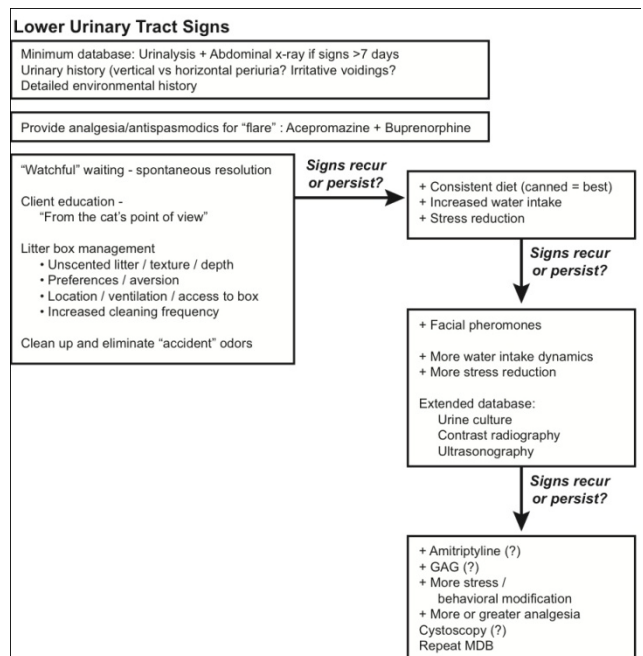 Lower Urinary Tract Signs
Minimum database: Urinalysis + Abdominal x-ray if signs >7 days
Urinary history (vertical vs horizontal periuria? Irritative voidings?
Detailed environmental history
Provide analgesia/antispasmodics for “flare” : Acepromazine + Buprenorphine
“Watchful” waiting - spontaneous resolution
Client education -
“From the cat's point of view”
Litter box management
• Unscented litter / texture / depth
• Preferences / aversion
• Location / ventilation / access to box
• Increased cleaning frequency
Clean up and eliminate “accident” odors
Signs recur
or persist?
+ Consistent diet (canned = best)
+ Increased water intake
+ Stress reduction
Signs recur
or persist?
+ Facial pheromones
+ More water intake dynamics
+ More stress reduction
Extended database:
Urine culture
Contrast radiography
Ultrasonography
Signs recur
or persist?
+ Amitriptyline (?)
+ GAG (?)
+ More stress /
behavioral modification
+ More or greater analgesia
Cystoscopy (?)
Repeat MDB